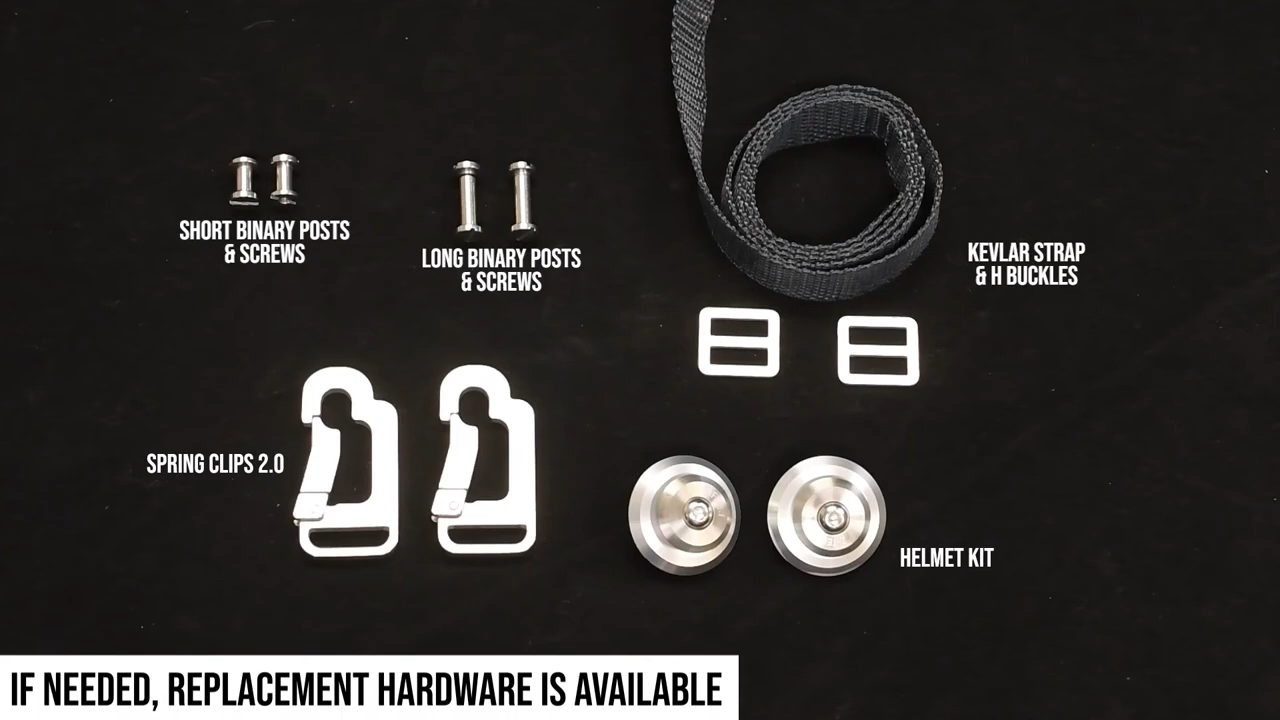 SHORT BINARY POSTS
& SCREWS
LONG BINARY POSTS
& SCREWS
KEVLAR STRAP
& H BUCKLES
SPRING CLIPS 2.0
HELMET KIT
IF NEEDED, REPLACEMENT HARDWARE IS AVAILABLE